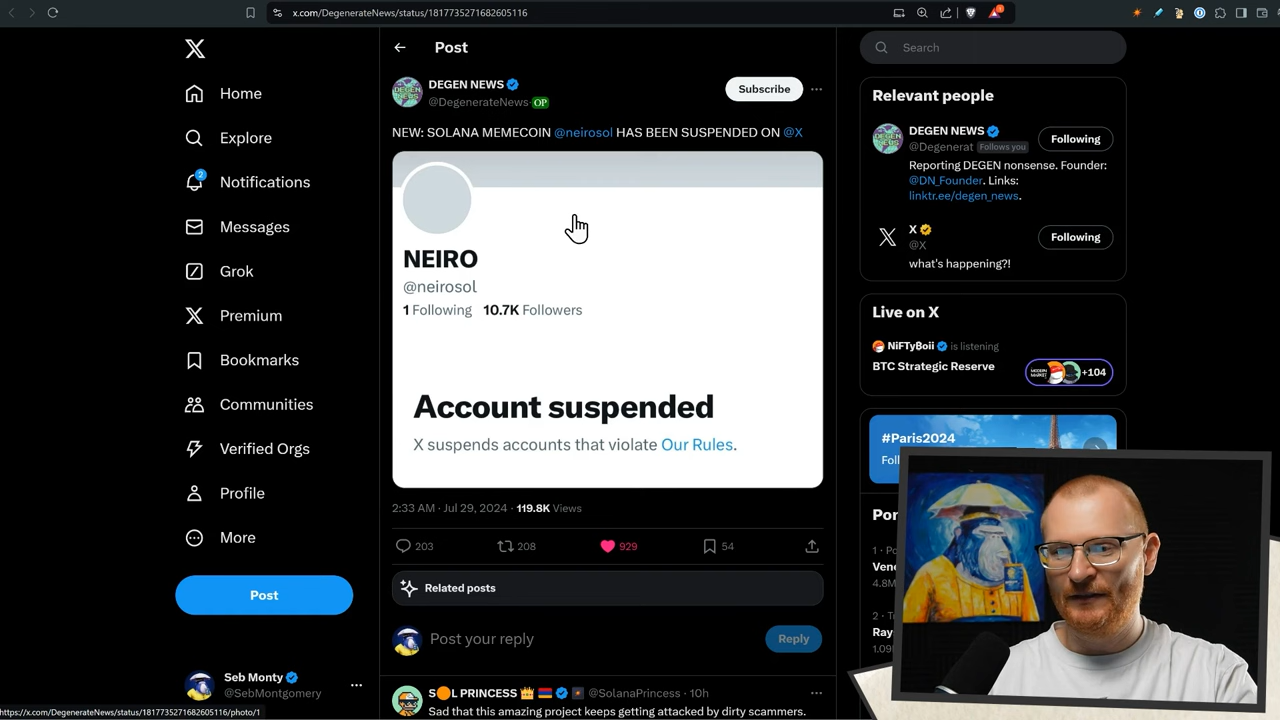 x.com/DegenerateNews/status/1817735271682605116
Home
Explore
2
Notifications
Messages
Grok
Premium
Bookmarks
Communities
Verified Orgs
Profile
More
Post
Seb Monty
@SebMontgomery
https://x.com/DegenerateNews/status/1817735271682605116/photo/1
Post
DEGEN NEWS
@DegenerateNews OP
Subscribe
NEW: SOLANA MEMECOIN @neirosol HAS BEEN SUSPENDED ON @X
NEIRO
@neirosol
1 Following 10.7K Followers
Account suspended
X suspends accounts that violate Our Rules.
2:33 AM · Jul 29, 2024 · 119.8K Views
203 208 929 54
Related posts
Post your reply
Reply
S🟠L PRINCESS @SolanaPrincess · 10h
Sad that this amazing project keeps getting attacked by dirty scammers.
Search
Relevant people
DEGEN NEWS
@Degenerat Follows you
Following
Reporting DEGEN nonsense. Founder:
@DN_Founder. Links:
linktr.ee/degen_news.
X
@X
Following
what's happening?!
Live on X
NiFTyBoii is listening
BTC Strategic Reserve
+104
#Paris2024